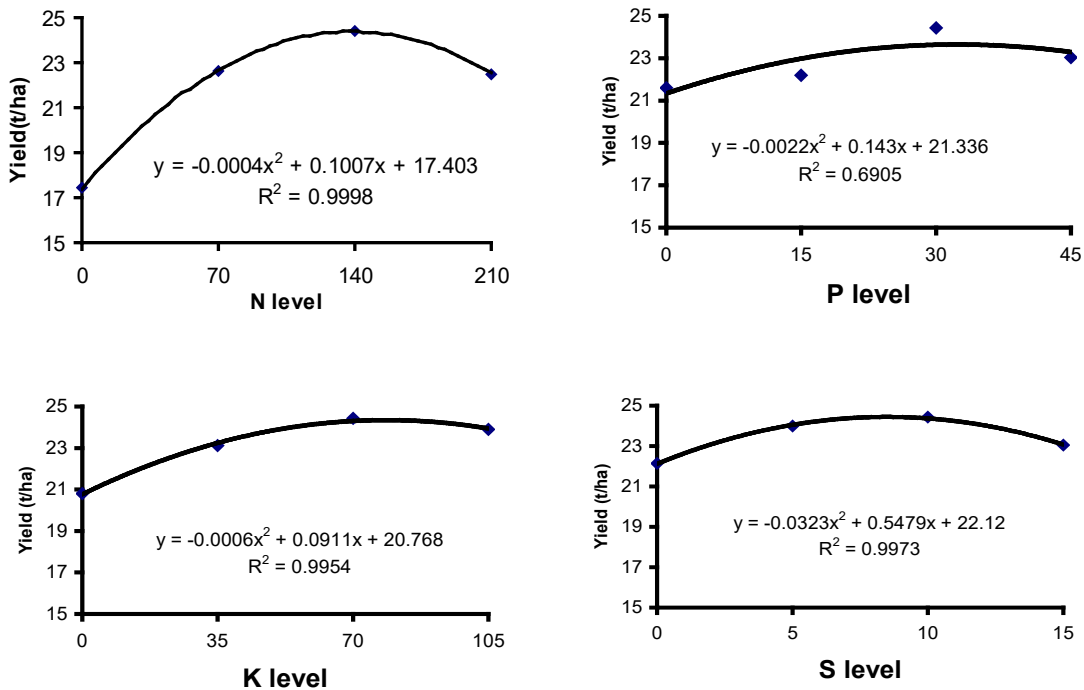 25
23
21
19
17
15
Yield(t/ha)
y = -0.0004x² + 0.1007x + 17.403
R² = 0.9998
0 70 140 210
N level
25
23
21
19
17
15
Yield (t/ha)
y = -0.0022x² + 0.143x + 21.336
R² = 0.6905
0 15 30 45
P level
25
23
21
19
17
15
Yield (t/ha)
y = -0.0006x² + 0.0911x + 20.768
R² = 0.9954
0 35 70 105
K level
25
23
21
19
17
15
Yield (t/ha)
y = -0.0323x² + 0.5479x + 22.12
R² = 0.9973
0 5 10 15
S level